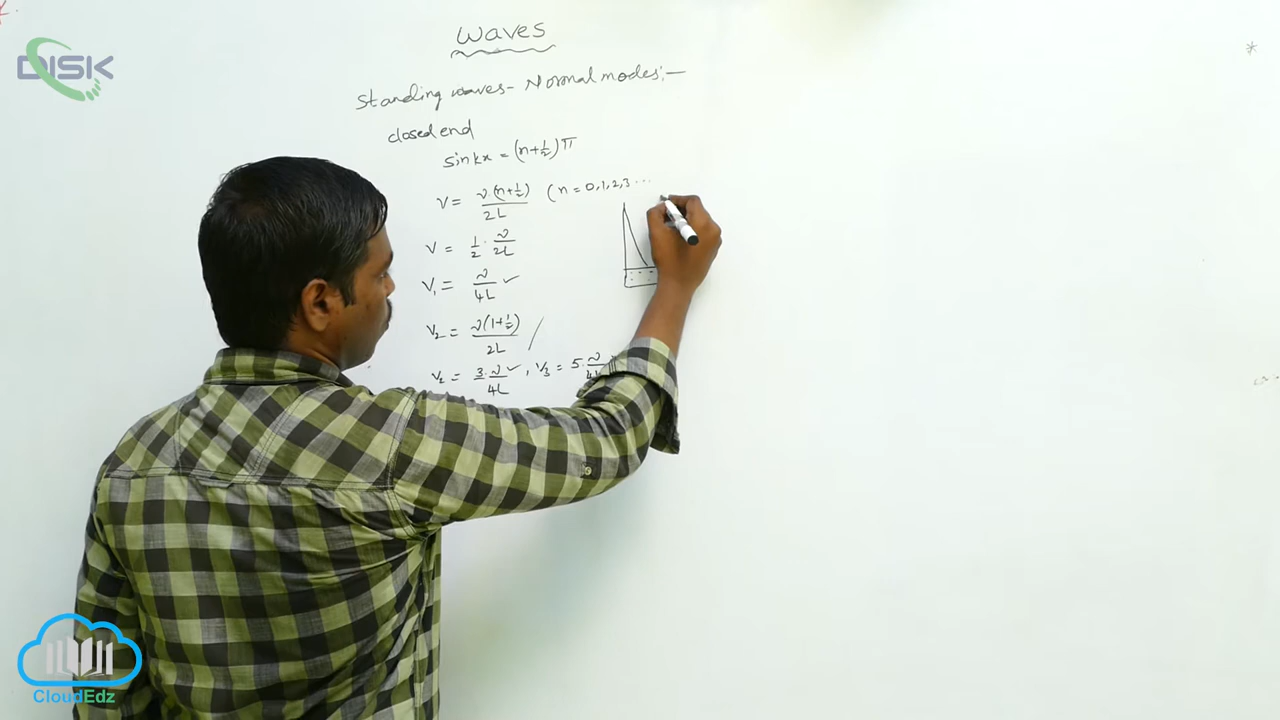 DISK
Waves
Standing waves - Normal modes :-
closed end
sin kx = (n+½)π
ν = v(n+½)/2L (n = 0,1,2,3 ...
ν = 1/2 · v/2L
ν₁ = v/4L ✓
ν₂ = v(1+½)/2L /
ν₂ = 3·v/4L ✓, ν₃ = 5·v/4L
CloudEdz